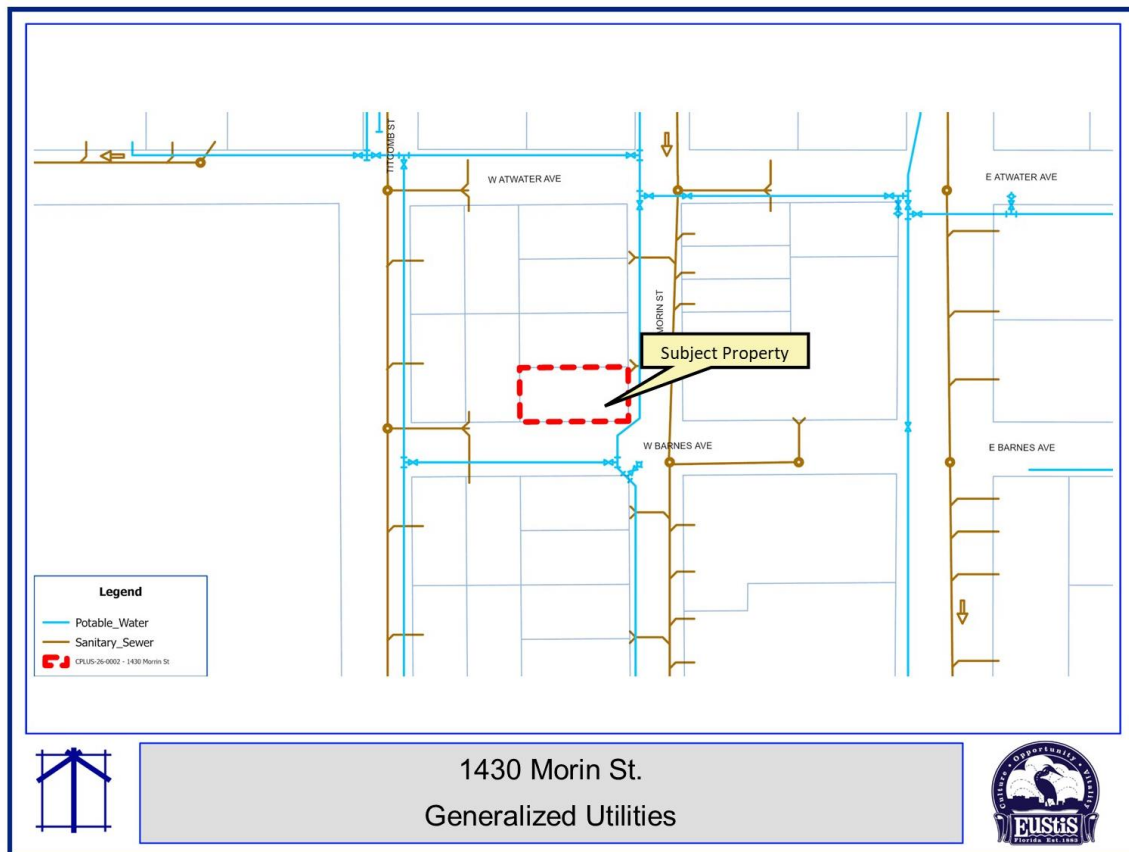 TITCOMB ST
W ATWATER AVE
E ATWATER AVE
MORIN ST
Subject Property
W BARNES AVE
E BARNES AVE
Legend
Potable_Water
Sanitary_Sewer
CPLUS-26-0002 - 1430 Morrin St
1430 Morin St.
Generalized Utilities
Culture · Opportunity · Vitality
EUSTIS
Florida Est.1883